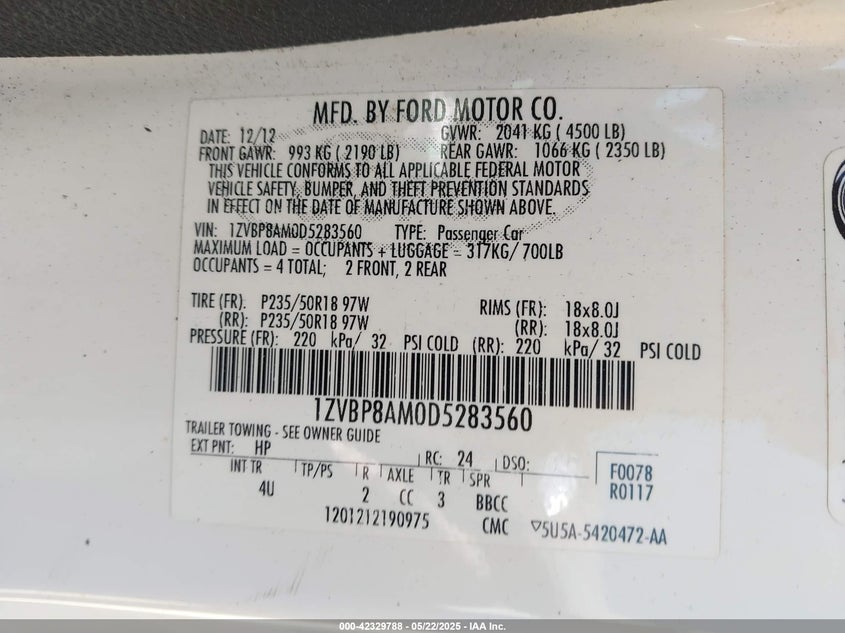 MFD. BY FORD MOTOR CO.
DATE: 12/12 GVWR: 2041 KG ( 4500 LB)
FRONT GAWR: 993 KG ( 2190 LB) REAR GAWR: 1066 KG ( 2350 LB)
THIS VEHICLE CONFORMS TO ALL APPLICABLE FEDERAL MOTOR
VEHICLE SAFETY, BUMPER, AND THEFT PREVENTION STANDARDS
IN EFFECT ON THE DATE OF MANUFACTURE SHOWN ABOVE.
VIN: 1ZVBP8AM0D5283560 TYPE: Passenger Car
MAXIMUM LOAD = OCCUPANTS + LUGGAGE = 317KG/ 700LB
OCCUPANTS = 4 TOTAL; 2 FRONT, 2 REAR
TIRE (FR): P235/50R18 97W RIMS (FR): 18x8.0J
(RR): P235/50R18 97W (RR): 18x8.0J
PRESSURE (FR): 220 kPa/ 32 PSI COLD (RR): 220 kPa/ 32 PSI COLD
1ZVBP8AM0D5283560
TRAILER TOWING - SEE OWNER GUIDE
EXT PNT: HP RC: 24 DSO: F0078
INT TR TP/PS R AXLE TR SPR R0117
4U 2 CC 3 BBCC
1201212190975 CMC ▽5U5A-5420472-AA
000-42329788 - 05/22/2025 - IAA Inc.